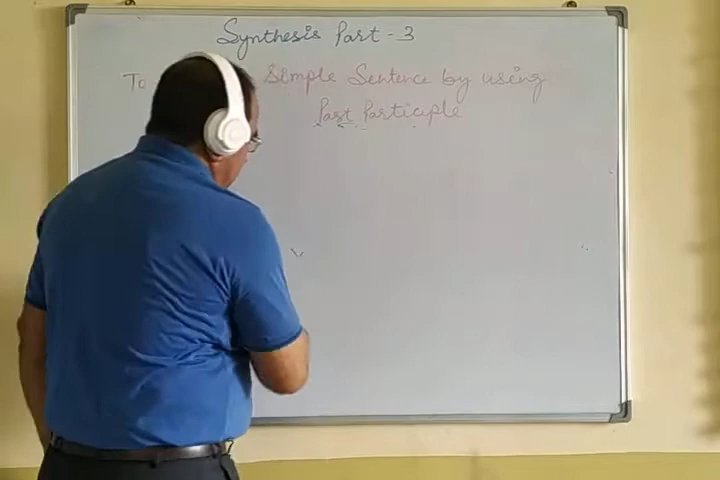 Synthesis Part - 3
To Simple Sentence by using
Past Participle